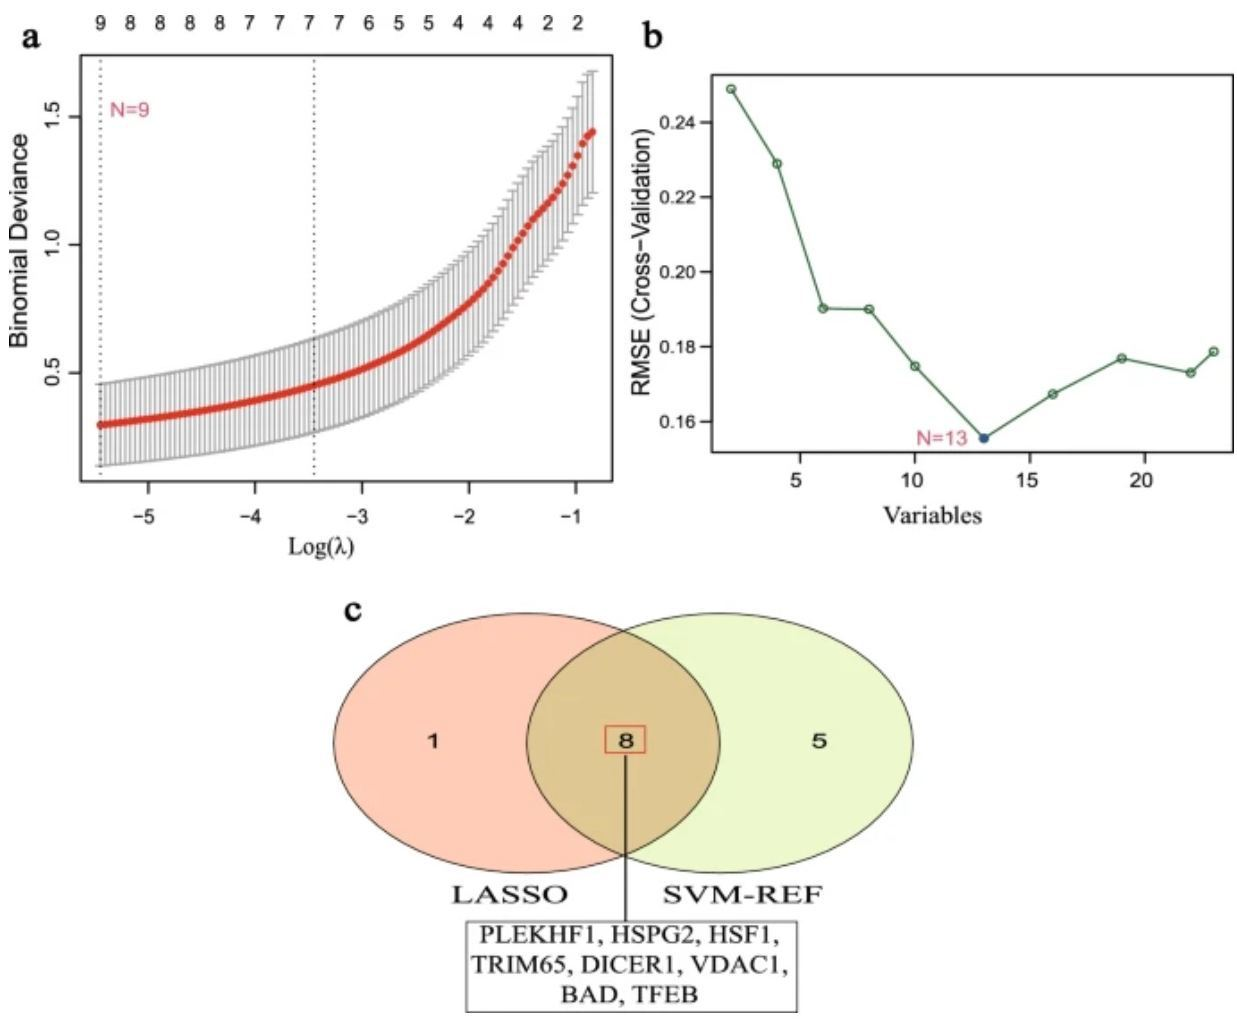 a
9 8 8 8 8 7 7 7 7 6 5 5 4 4 4 2 2
N=9
1.5
1.0
0.5
Binomial Deviance
−5 −4 −3 −2 −1
Log(λ)
b
0.24
0.22
0.20
0.18
0.16
RMSE (Cross−Validation)
N=13
5 10 15 20
Variables
c
1 8 5
LASSO SVM-REF
PLEKHF1, HSPG2, HSF1,
TRIM65, DICER1, VDAC1,
BAD, TFEB